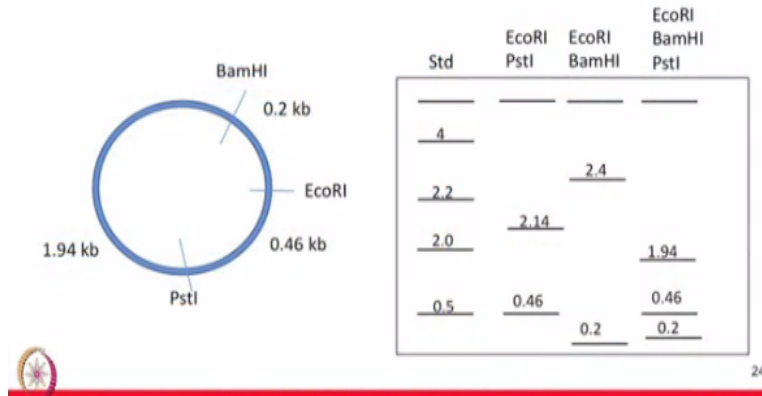 BamHI
0.2 kb
EcoRI
0.46 kb
PstI
1.94 kb
Std
EcoRI
PstI
EcoRI
BamHI
EcoRI
BamHI
PstI
4
2.2
2.0
0.5
2.14
0.46
2.4
0.2
1.94
0.46
0.2
24